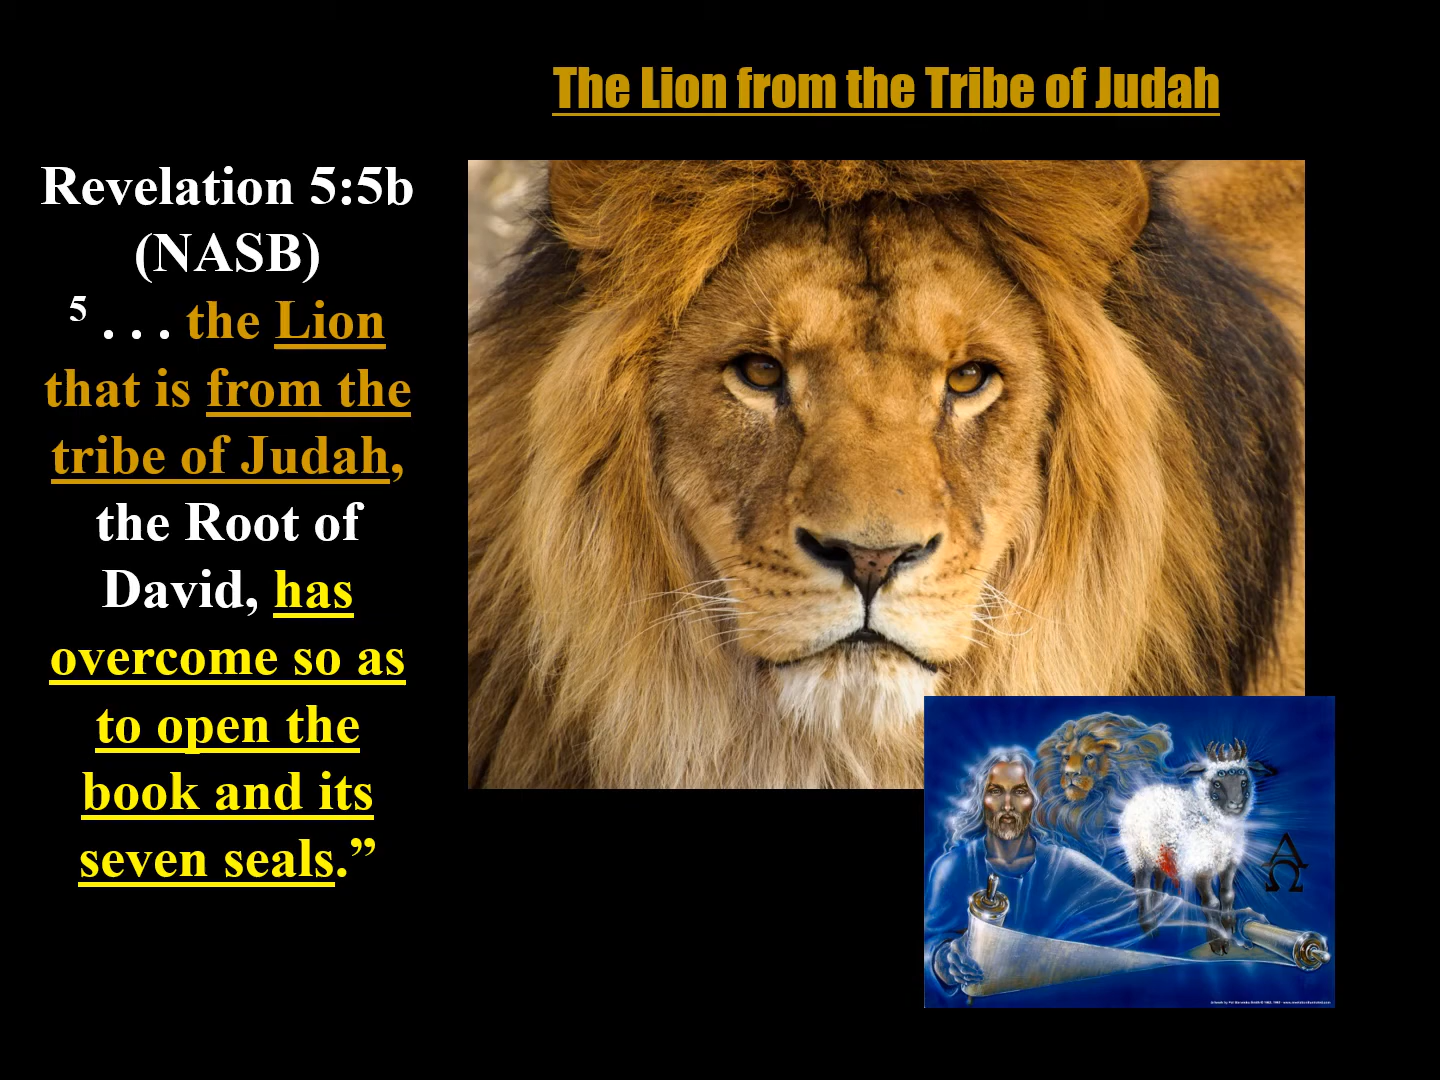 The Lion from the Tribe of Judah
Revelation 5:5b
(NASB)
5 . . . the Lion
that is from the
tribe of Judah,
the Root of
David, has
overcome so as
to open the
book and its
seven seals.”
ΑΩ